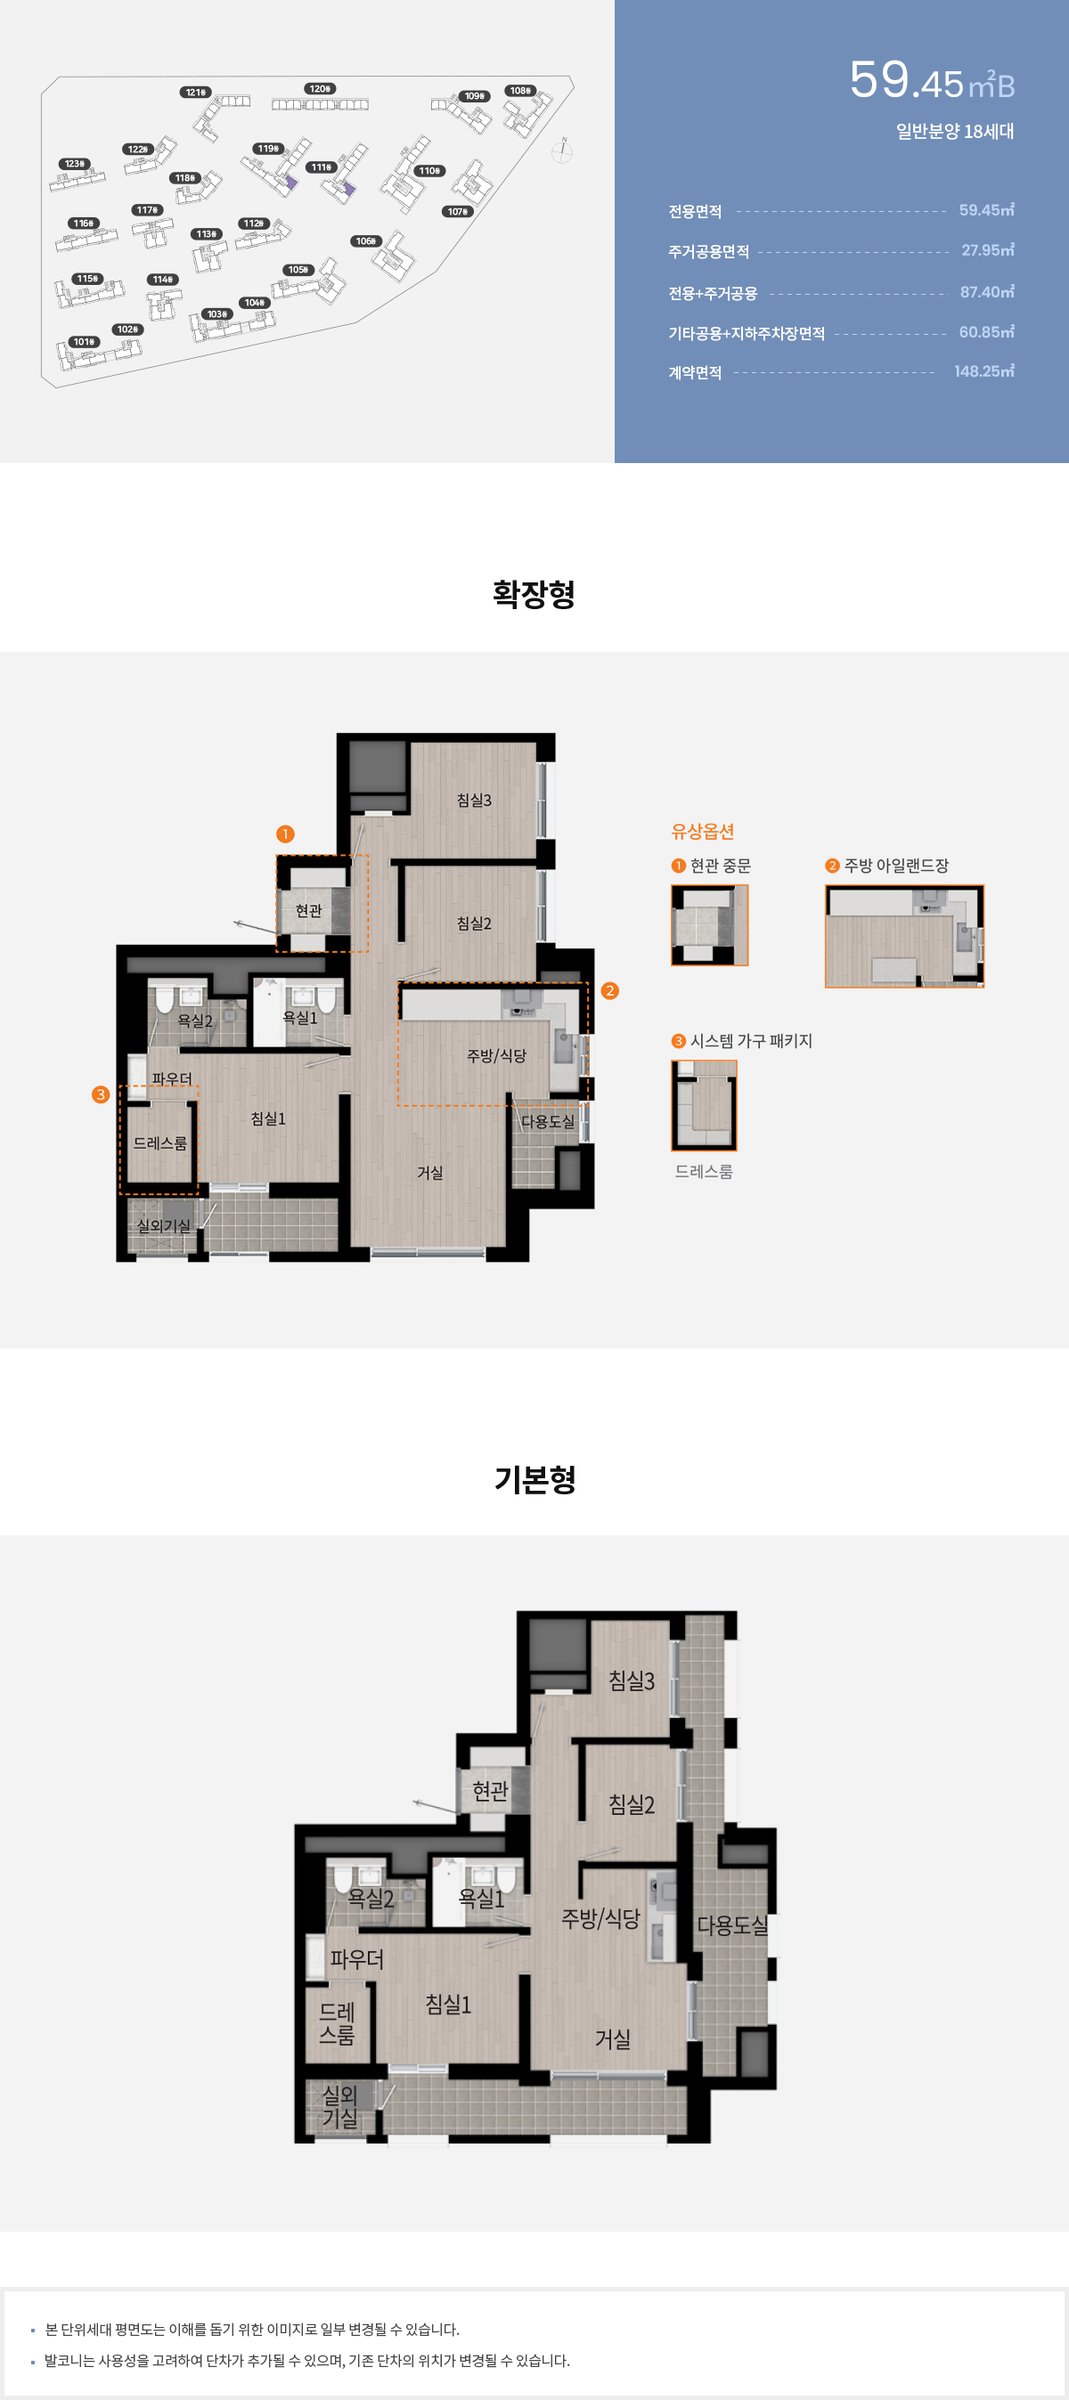 121동
120동
109동
108동
122동
119동
111동
123동
118동
110동
107동
117동
116동
112동
113동
106동
105동
115동
114동
104동
103동
102동
101동
N
59.45㎡B
일반분양 18세대
전용면적 59.45㎡
주거공용면적 27.95㎡
전용+주거공용 87.40㎡
기타공용+지하주차장면적 60.85㎡
계약면적 148.25㎡
확장형
침실3
1
현관
침실2
2
욕실2
욕실1
주방/식당
파우더
3
침실1
다용도실
드레스룸
거실
실외기실
유상옵션
1 현관 중문
2 주방 아일랜드장
3 시스템 가구 패키지
드레스룸
기본형
침실3
현관
침실2
욕실2
욕실1
주방/식당
다용도실
파우더
침실1
드레
스룸
거실
실외
기실
본 단위세대 평면도는 이해를 돕기 위한 이미지로 일부 변경될 수 있습니다.
발코니는 사용성을 고려하여 단차가 추가될 수 있으며, 기존 단차의 위치가 변경될 수 있습니다.